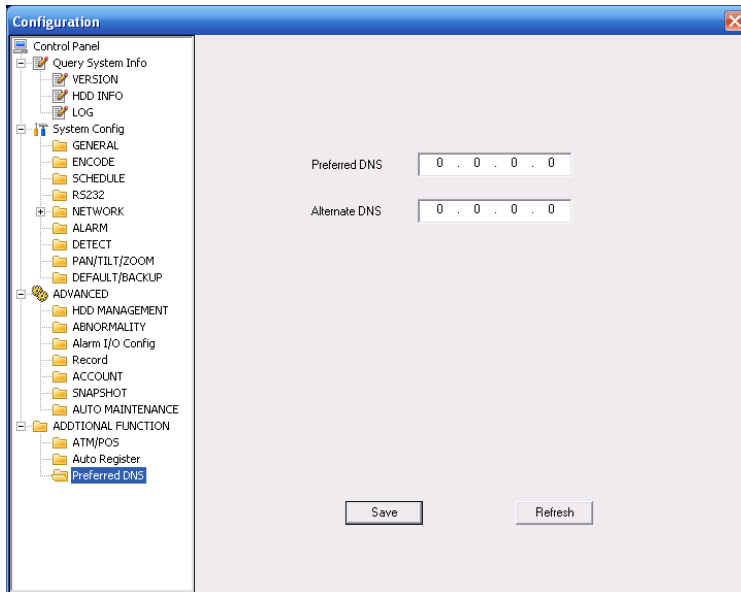 Configuration
Control Panel
Query System Info
VERSION
HDD INFO
LOG
System Config
GENERAL
ENCODE
SCHEDULE
RS232
NETWORK
ALARM
DETECT
PAN/TILT/ZOOM
DEFAULT/BACKUP
ADVANCED
HDD MANAGEMENT
ABNORMALITY
Alarm I/O Config
Record
ACCOUNT
SNAPSHOT
AUTO MAINTENANCE
ADDTIONAL FUNCTION
ATM/POS
Auto Register
Preferred DNS
Preferred DNS 0 . 0 . 0 . 0
Alternate DNS 0 . 0 . 0 . 0
Save Refresh